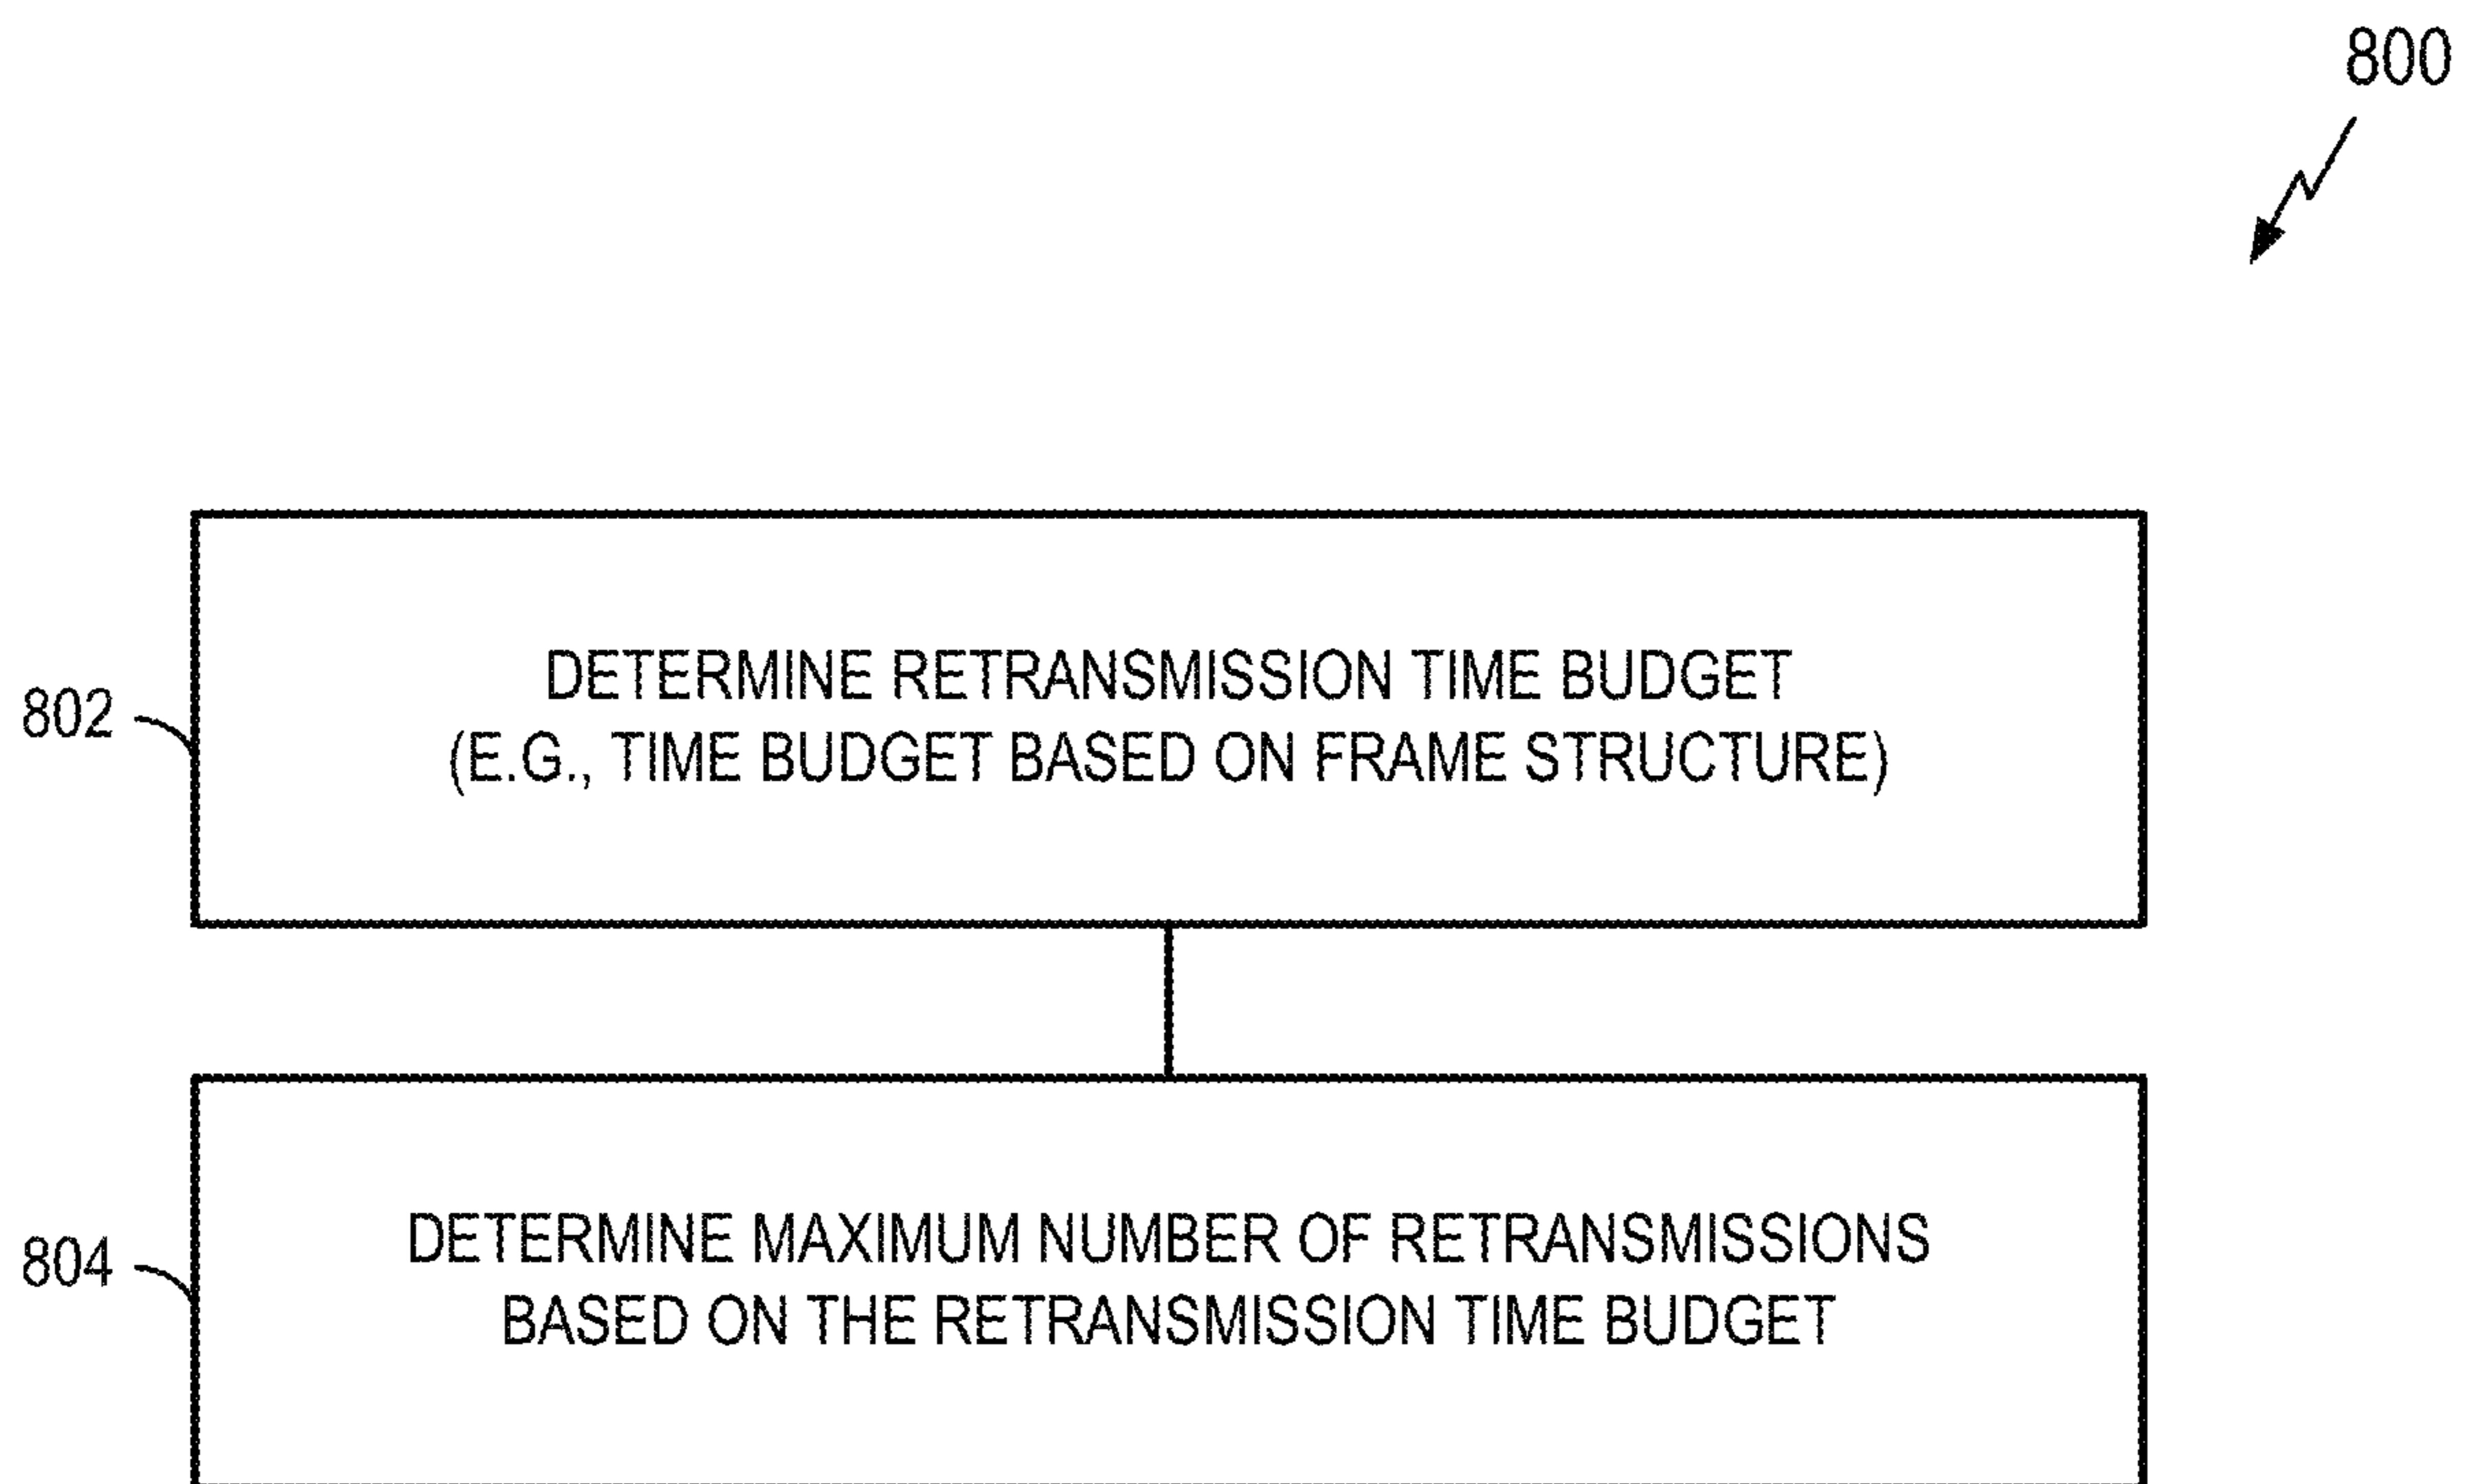 800
802
DETERMINE RETRANSMISSION TIME BUDGET
(E.G., TIME BUDGET BASED ON FRAME STRUCTURE)
804
DETERMINE MAXIMUM NUMBER OF RETRANSMISSIONS
BASED ON THE RETRANSMISSION TIME BUDGET